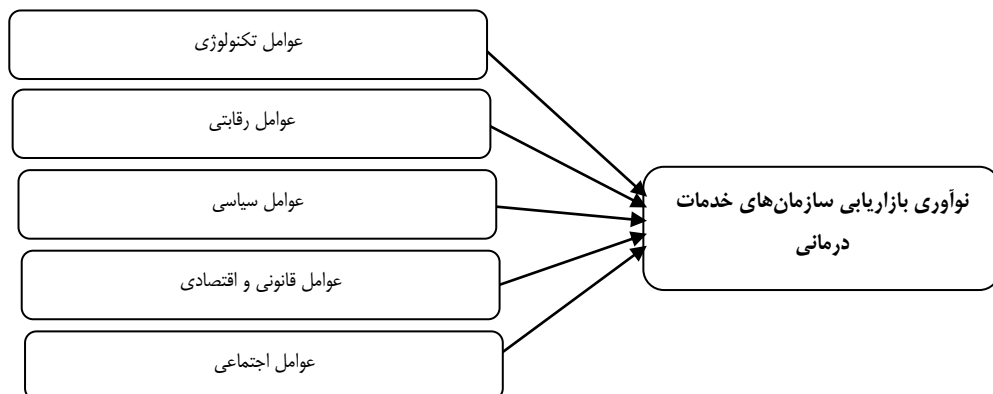 عوامل تکنولوژی
عوامل رقابتی
عوامل سیاسی
عوامل قانونی و اقتصادی
عوامل اجتماعی
نوآوری بازاریابی سازمان‌های خدمات
درمانی